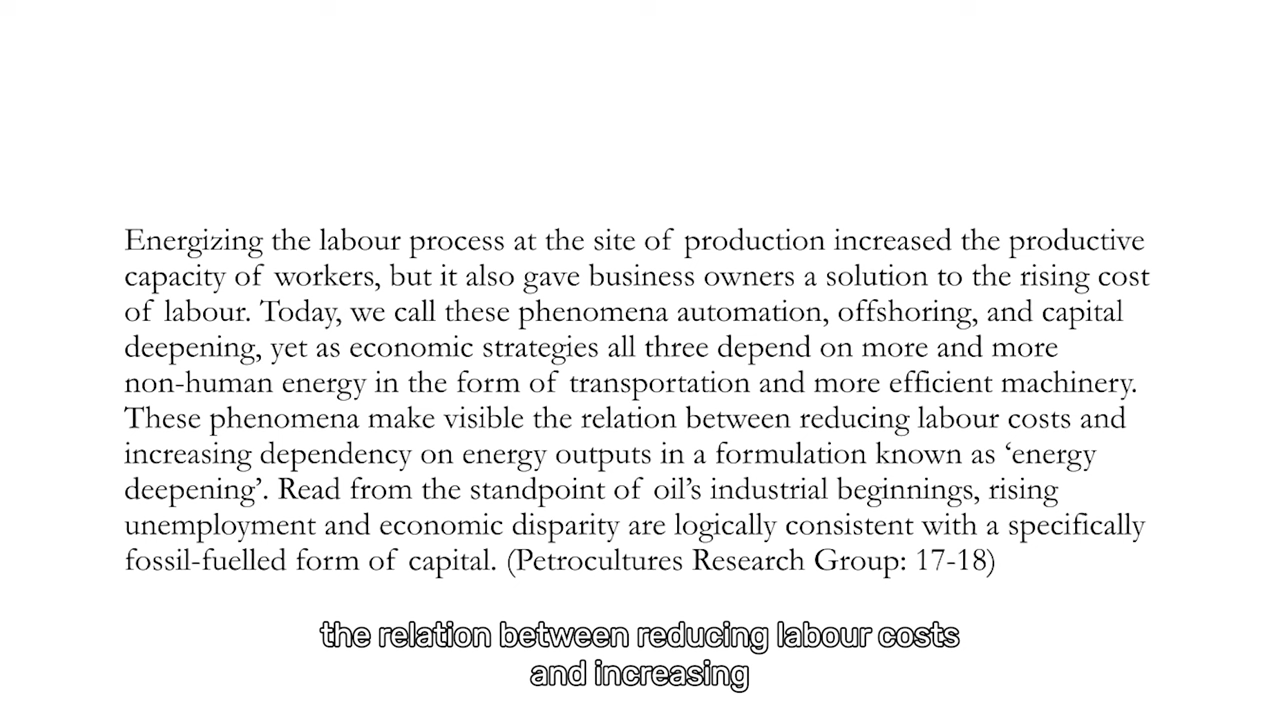 Energizing the labour process at the site of production increased the productive
capacity of workers, but it also gave business owners a solution to the rising cost
of labour. Today, we call these phenomena automation, offshoring, and capital
deepening, yet as economic strategies all three depend on more and more
non-human energy in the form of transportation and more efficient machinery.
These phenomena make visible the relation between reducing labour costs and
increasing dependency on energy outputs in a formulation known as ‘energy
deepening’. Read from the standpoint of oil’s industrial beginnings, rising
unemployment and economic disparity are logically consistent with a specifically
fossil-fuelled form of capital. (Petrocultures Research Group: 17-18)
the relation between reducing labour costs
and increasing